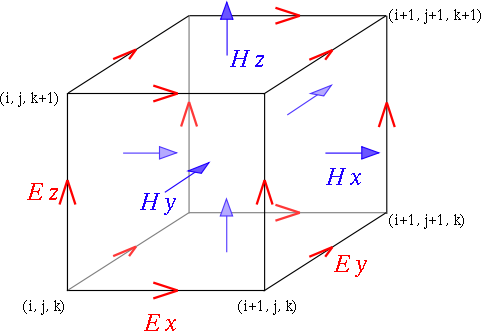 (i+1, j+1, k+1)
H z
(i, j, k+1)
H x
E z
H y
(i+1, j+1, k)
E y
(i, j, k)
(i+1, j, k)
E x